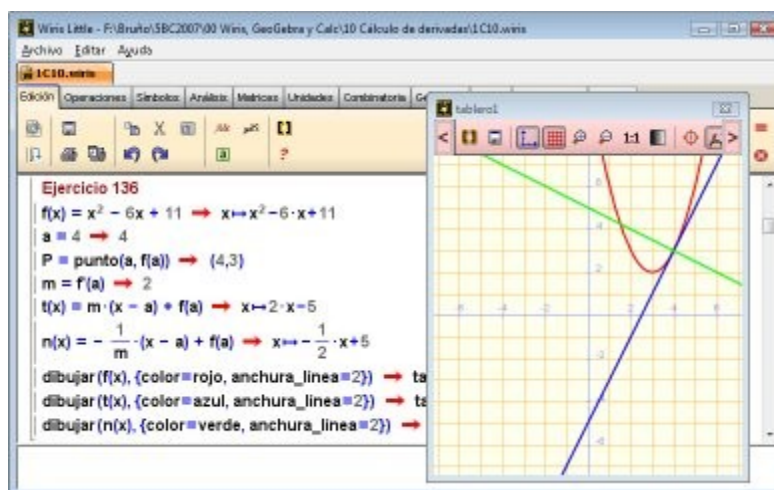 Wiris Little - F:\Bruño\SBC2007\00 Wiris, GeoGebra y Calc\10 Cálculo de derivadas\1C10.wiris
Archivo Editar Ayuda
1C10.wiris
Edición Operaciones Símbolos Análisis Matrices Unidades Combinatoria
tablero1
1:1
Ejercicio 136
f(x) = x² − 6x + 11 → x↦x²−6·x+11
a = 4 → 4
P = punto(a, f(a)) → (4,3)
m = f'(a) → 2
t(x) = m·(x − a) + f(a) → x↦2·x−5
n(x) = − 1/m ·(x − a) + f(a) → x↦− 1/2 ·x+5
dibujar(f(x), {color=rojo, anchura_linea=2}) → ta
dibujar(t(x), {color=azul, anchura_linea=2}) → ta
dibujar(n(x), {color=verde, anchura_linea=2}) →